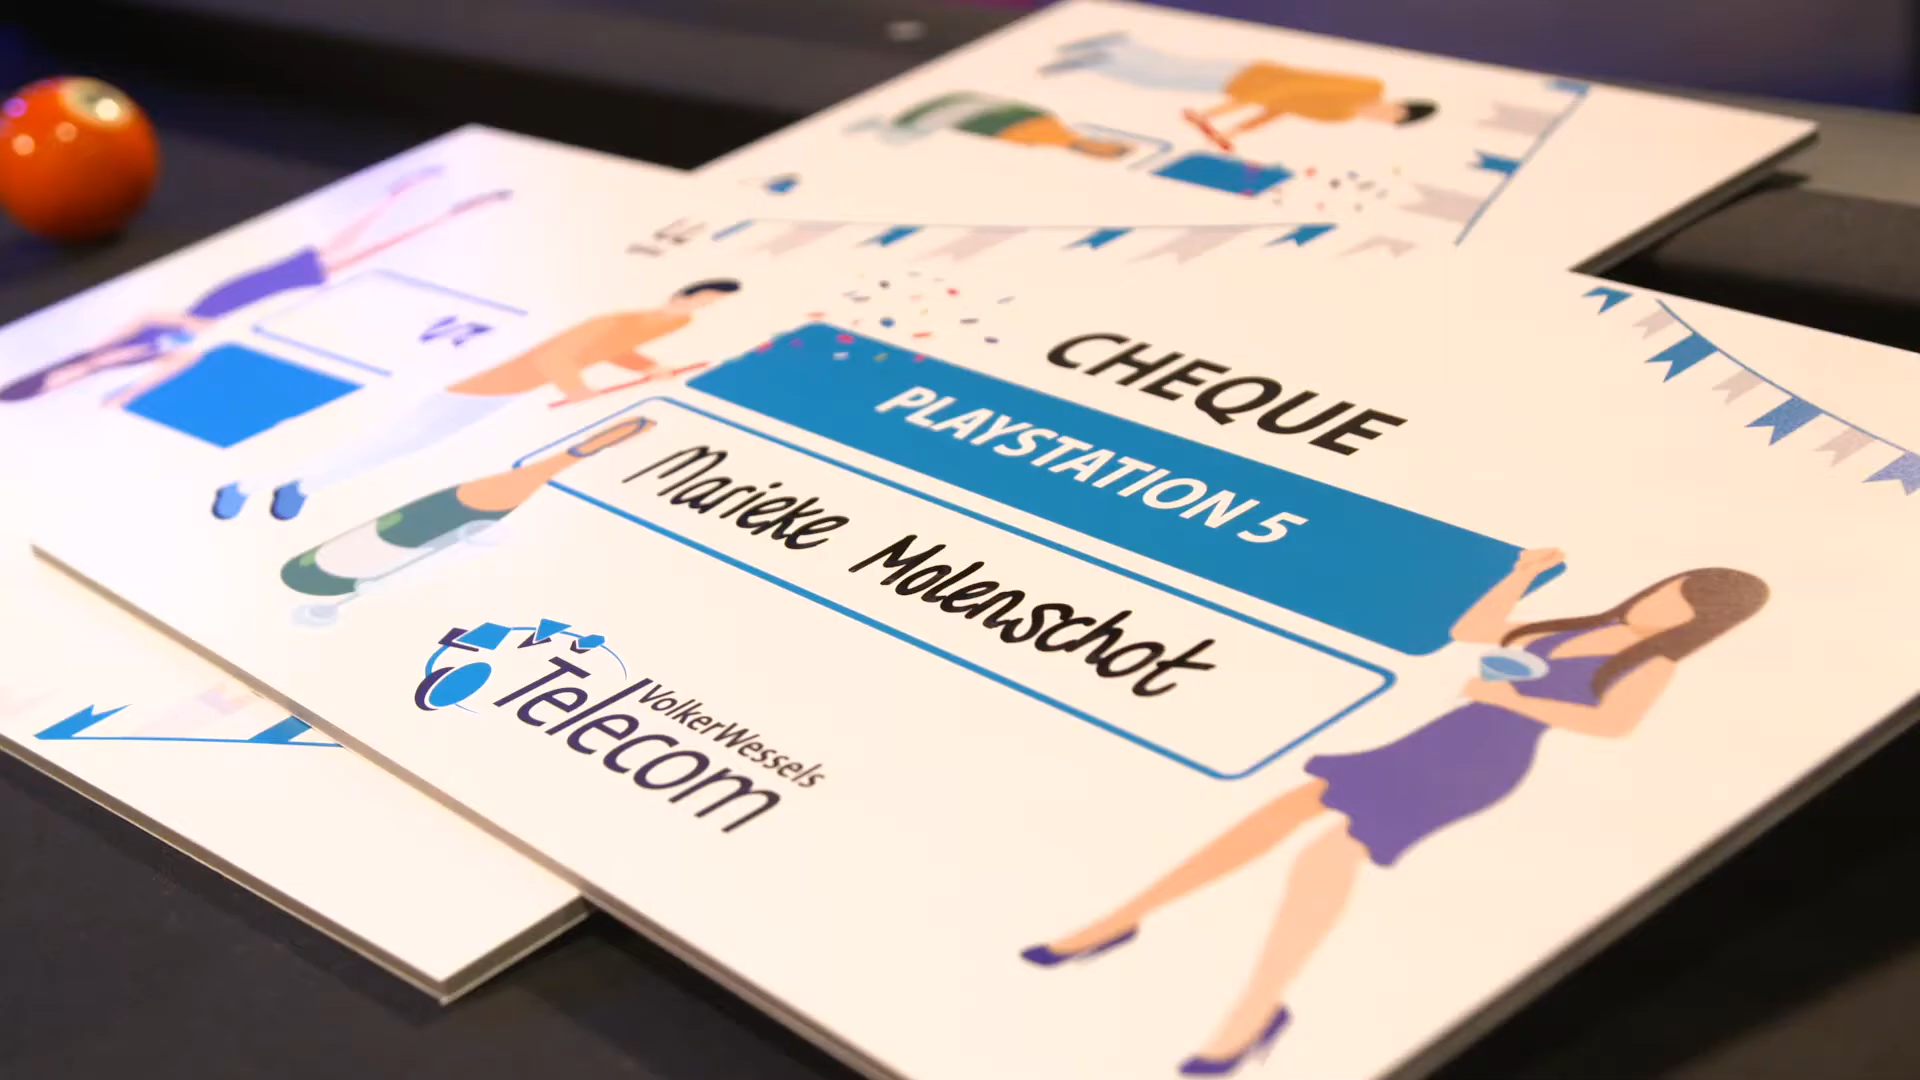 CHEQUE
PLAYSTATION 5
Marieke Molenschot
VolkerWessels
Telecom